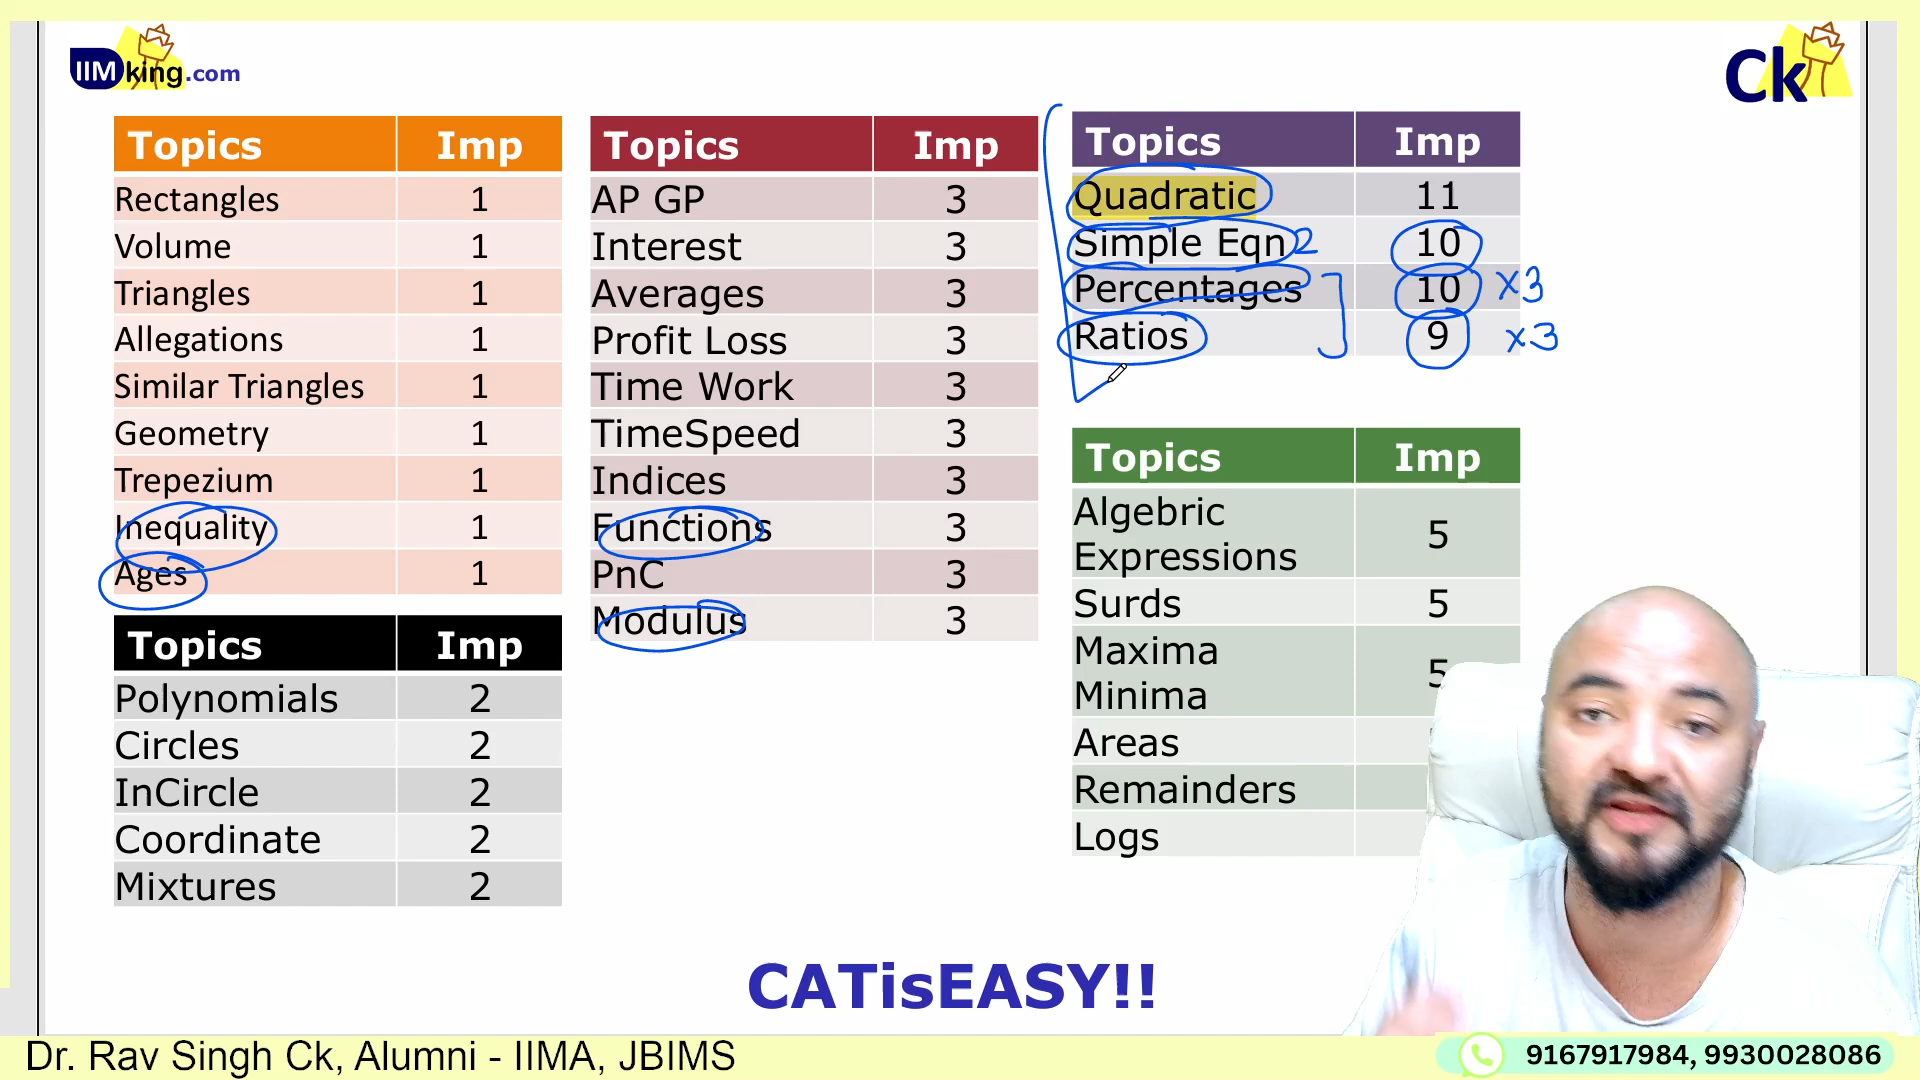 IIMking.com
Ck
Topics Imp
Rectangles 1
Volume 1
Triangles 1
Allegations 1
Similar Triangles 1
Geometry 1
Trepezium 1
Inequality 1
Ages 1
Topics Imp
Polynomials 2
Circles 2
InCircle 2
Coordinate 2
Mixtures 2
Topics Imp
AP GP 3
Interest 3
Averages 3
Profit Loss 3
Time Work 3
TimeSpeed 3
Indices 3
Functions 3
PnC 3
Modulus 3
Topics Imp
Quadratic 11
Simple Eqn 2 10
Percentages 10 x3
Ratios 9 x3
Topics Imp
Algebric
Expressions 5
Surds 5
Maxima
Minima 5
Areas
Remainders
Logs
CATisEASY!!
Dr. Rav Singh Ck, Alumni - IIMA, JBIMS
9167917984, 9930028086